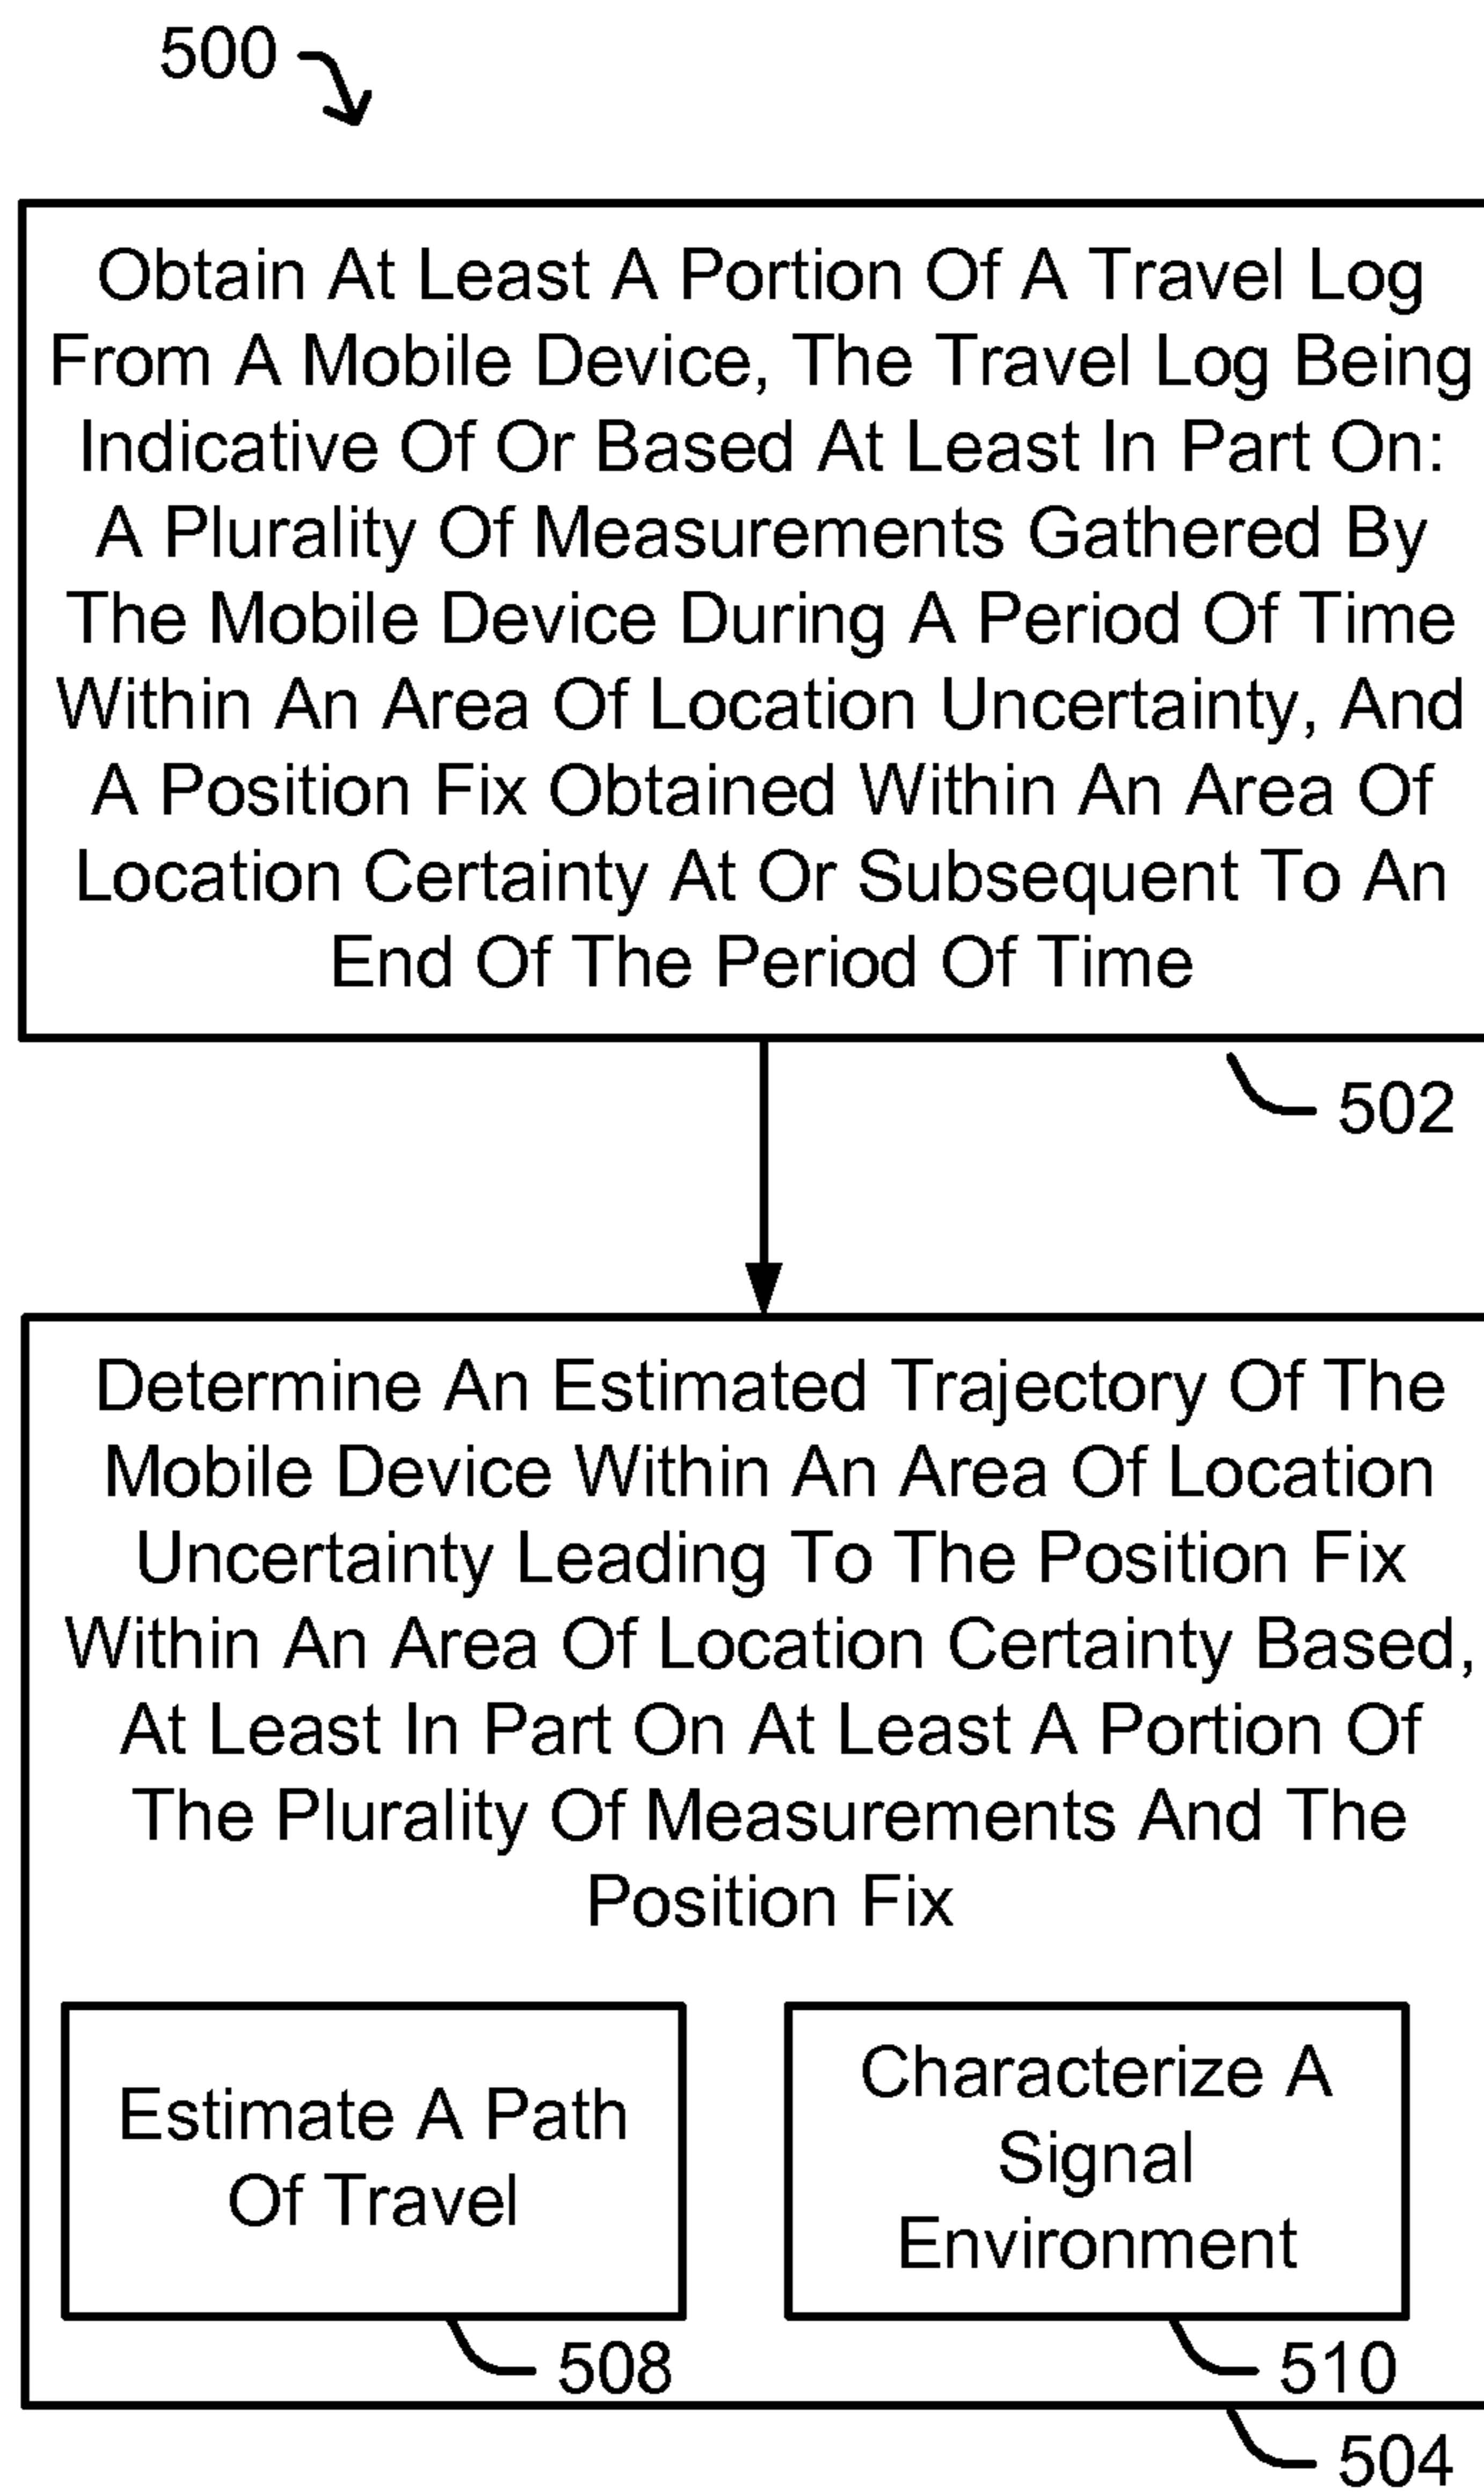 500
Obtain At Least A Portion Of A Travel Log
From A Mobile Device, The Travel Log Being
Indicative Of Or Based At Least In Part On:
A Plurality Of Measurements Gathered By
The Mobile Device During A Period Of Time
Within An Area Of Location Uncertainty, And
A Position Fix Obtained Within An Area Of
Location Certainty At Or Subsequent To An
End Of The Period Of Time
502
Determine An Estimated Trajectory Of The
Mobile Device Within An Area Of Location
Uncertainty Leading To The Position Fix
Within An Area Of Location Certainty Based,
At Least In Part On At Least A Portion Of
The Plurality Of Measurements And The
Position Fix
Estimate A Path
Of Travel
508
Characterize A
Signal
Environment
510
504